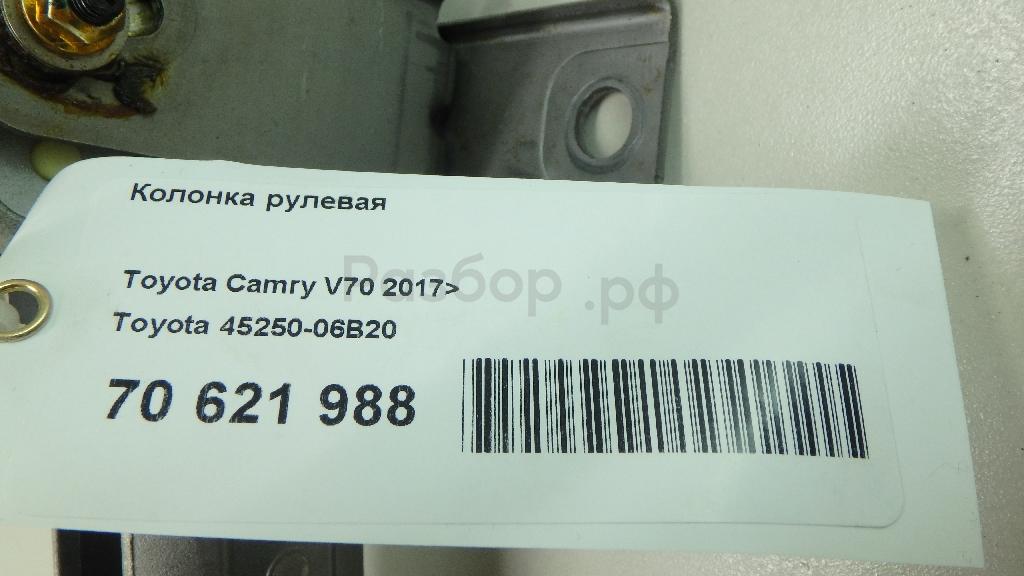 Колонка рулевая
Разбор.рф
Toyota Camry V70 2017>
Toyota 45250-06B20
70 621 988